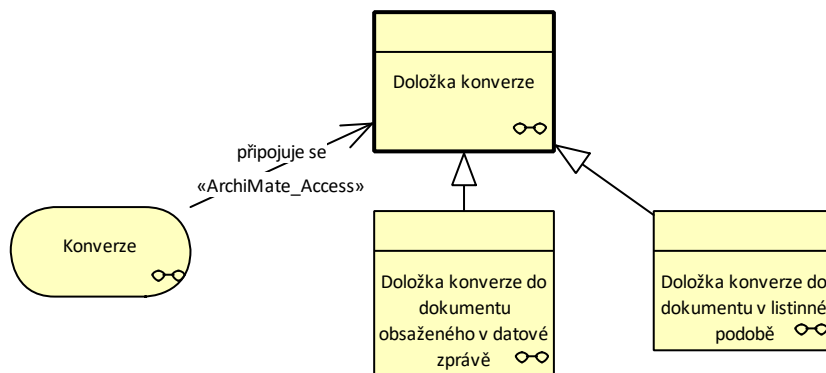 Doložka konverze
připojuje se
«ArchiMate_Access»
Konverze
Doložka konverze do
dokumentu
obsaženého v datové
zprávě
Doložka konverze do
dokumentu v listinné
podobě